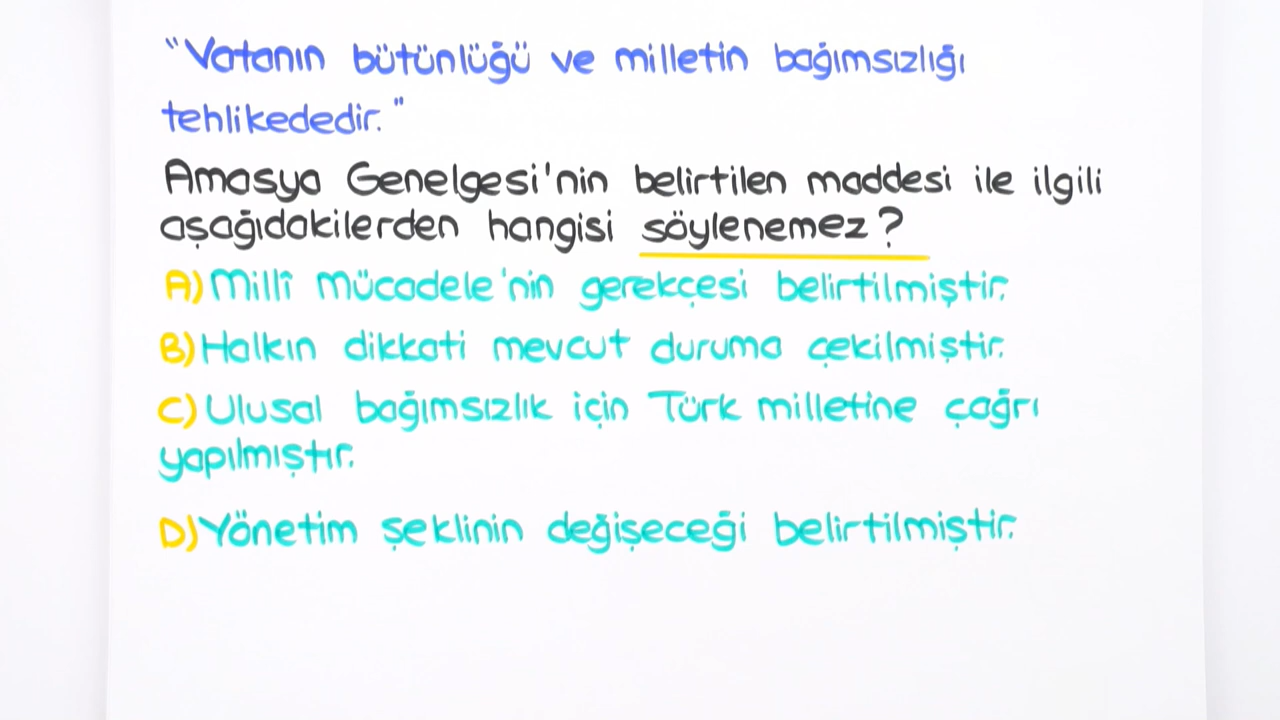 "Vatanın bütünlüğü ve milletin bağımsızlığı
tehlikededir."
Amasya Genelgesi'nin belirtilen maddesi ile ilgili
aşağıdakilerden hangisi söylenemez?
A) Millî mücadele'nin gerekçesi belirtilmiştir.
B) Halkın dikkati mevcut duruma çekilmiştir.
C) Ulusal bağımsızlık için Türk milletine çağrı
yapılmıştır.
D) Yönetim şeklinin değişeceği belirtilmiştir.